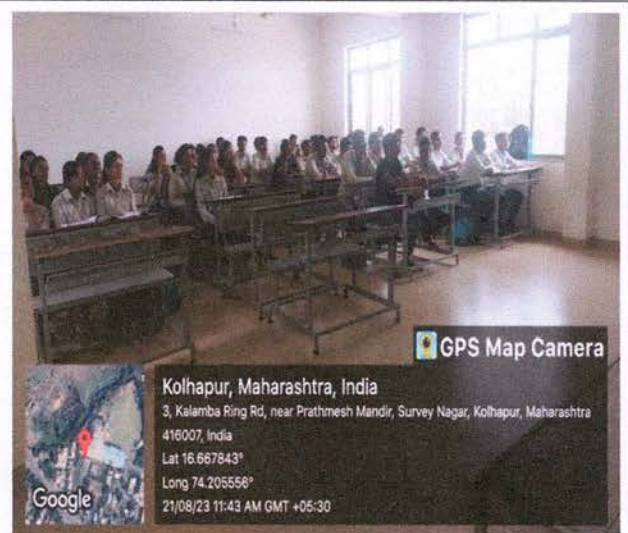 GPS Map Camera
Kolhapur, Maharashtra, India
3, Kalamba Ring Rd, near Prathmesh Mandir, Survey Nagar, Kolhapur, Maharashtra
416007, India
Lat 16.667843°
Long 74.205556°
21/08/23 11:43 AM GMT +05:30
Google